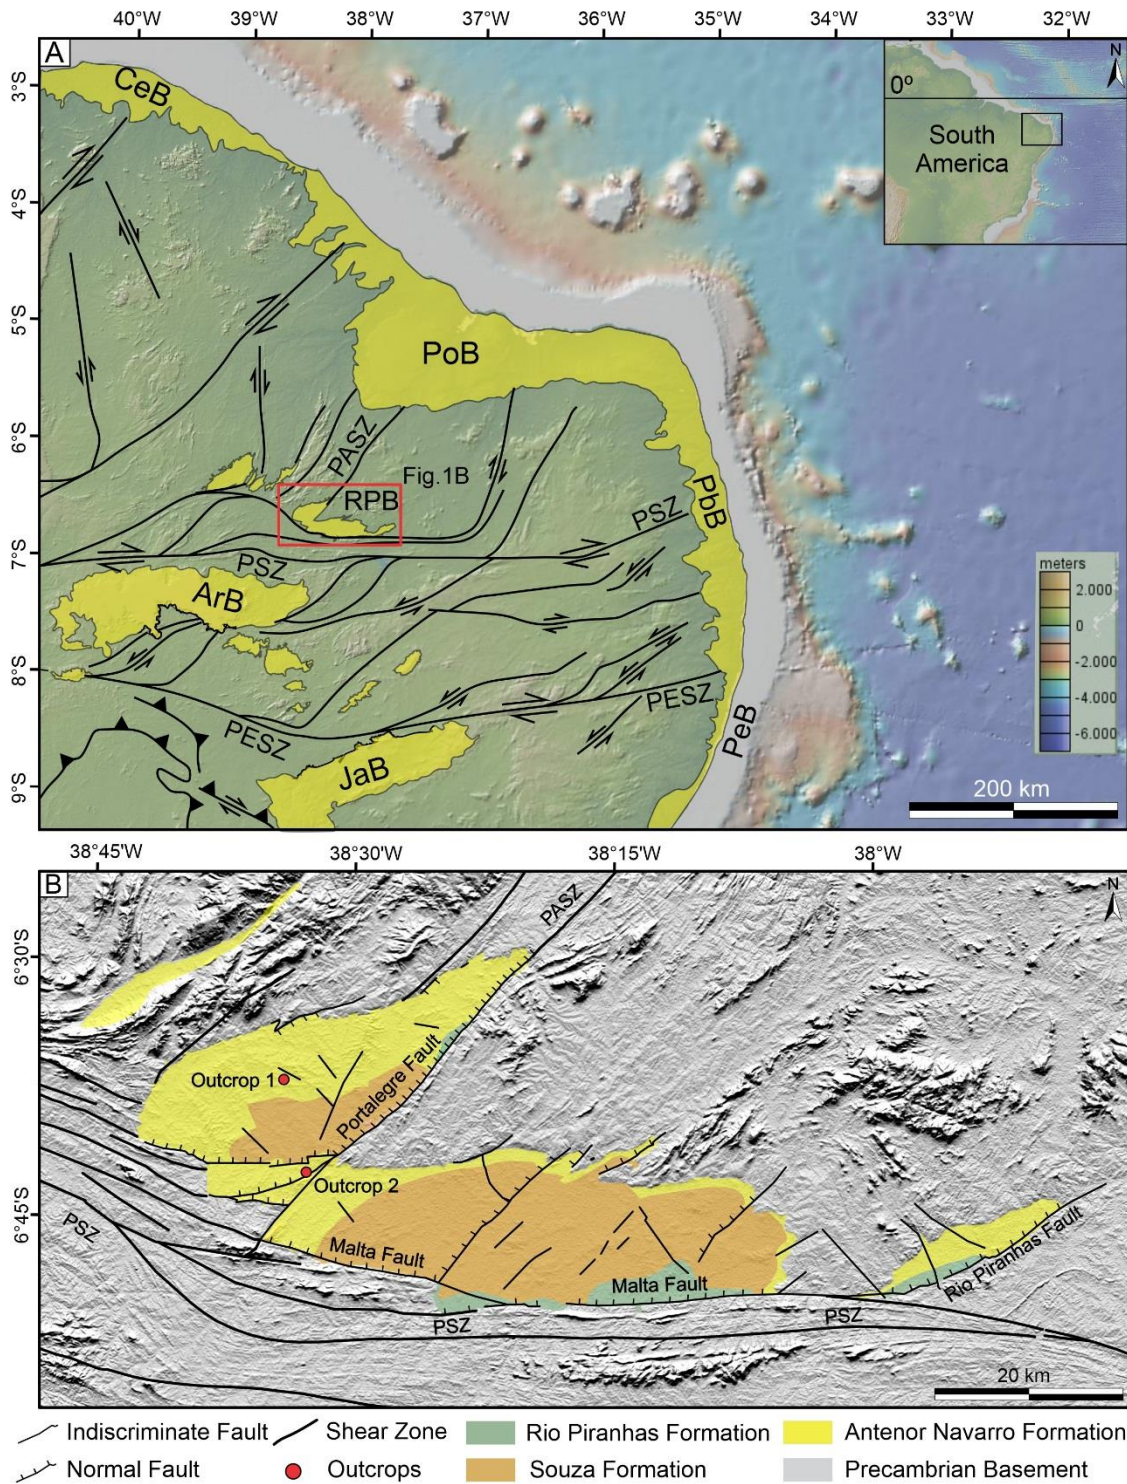 40°W 39°W 38°W 37°W 36°W 35°W 34°W 33°W 32°W
A
N
CeB
0º
South
America
3°S
4°S
5°S
6°S
7°S
8°S
9°S
PoB
PASZ
Fig.1B
RPB
PbB
PSZ
PSZ
ArB
meters
2.000
0
-2.000
-4.000
-6.000
PESZ
PESZ
PeB
JaB
200 km
38°45'W 38°30'W 38°15'W 38°W
B
N
PASZ
6°30'S
Outcrop 1
Portalegre Fault
Outcrop 2
6°45'S
PSZ
Malta Fault
Malta Fault
Rio Piranhas Fault
PSZ
PSZ
20 km
Indiscriminate Fault Shear Zone Rio Piranhas Formation Antenor Navarro Formation
Normal Fault Outcrops Souza Formation Precambrian Basement